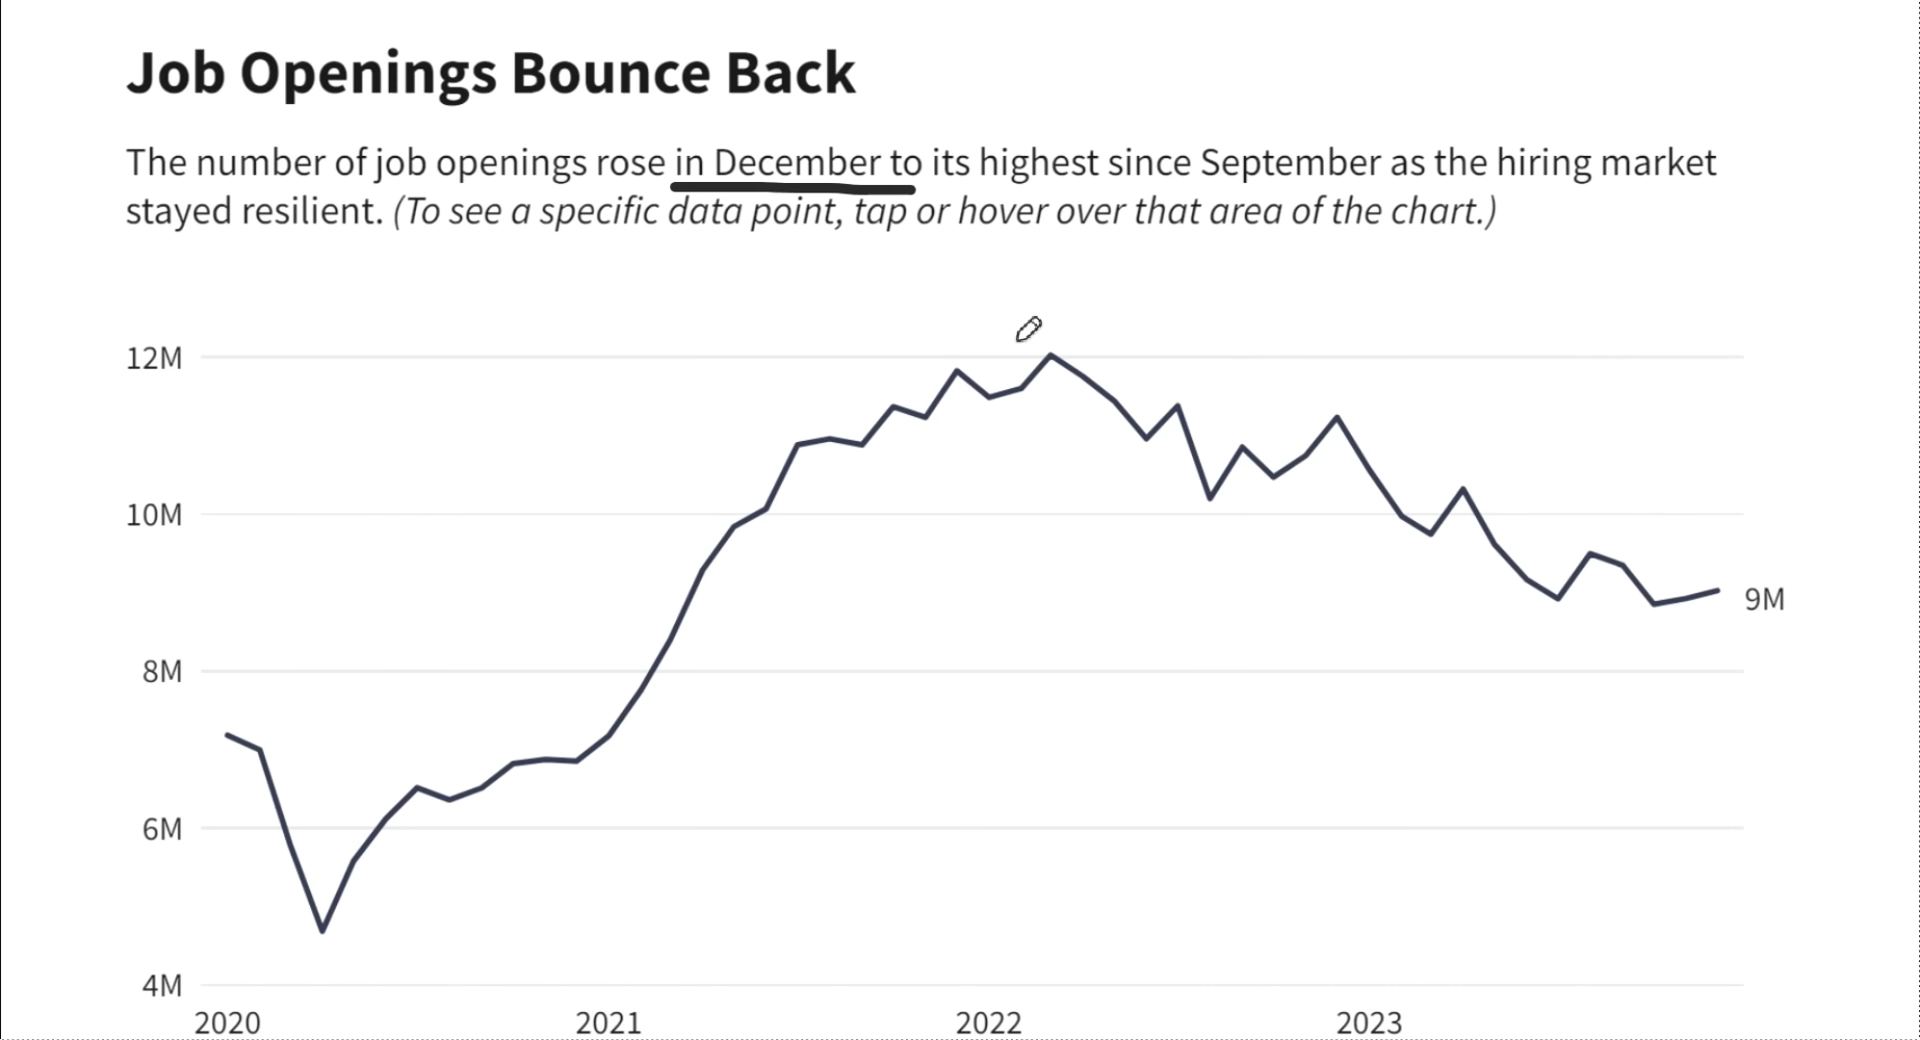 Job Openings Bounce Back
The number of job openings rose in December to its highest since September as the hiring market
stayed resilient. (To see a specific data point, tap or hover over that area of the chart.)
12M
10M
9M
8M
6M
4M
2020 2021 2022 2023